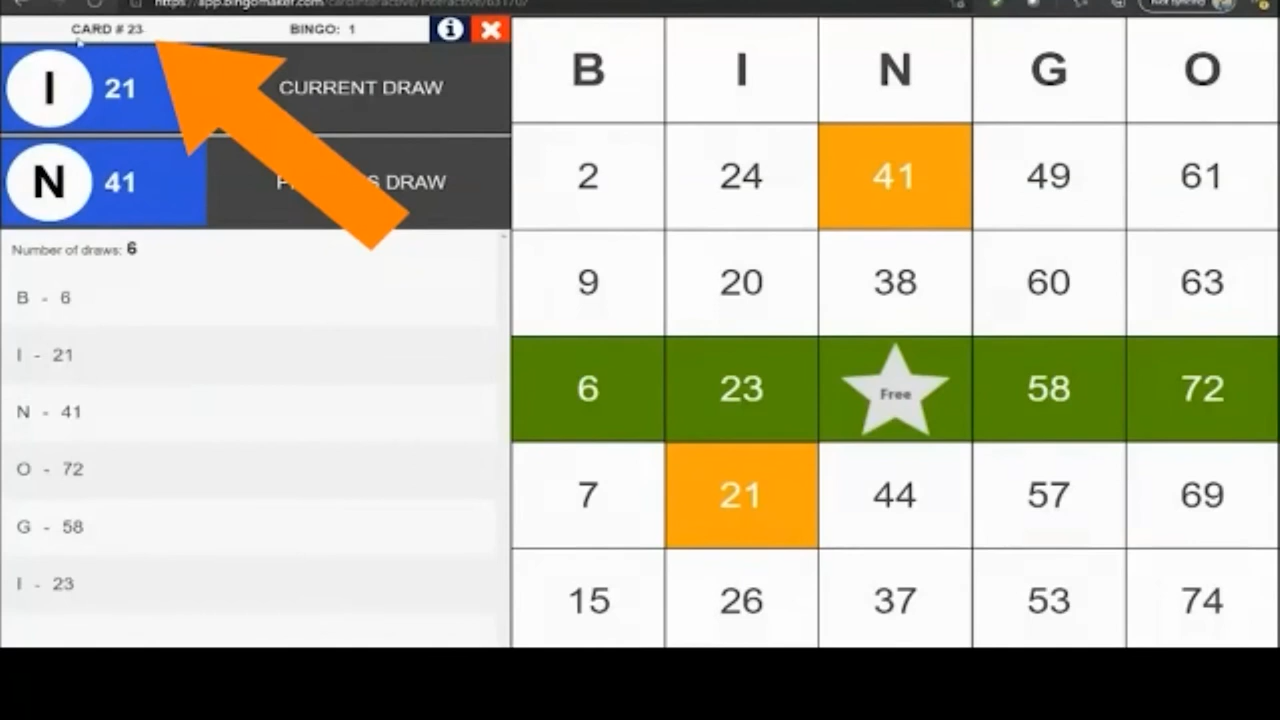 CARD # 23 BINGO: 1
I 21 CURRENT DRAW
N 41 DRAW
Number of draws: 6
B - 6
I - 21
N - 41
O - 72
G - 58
I - 23
B I N G O
2 24 41 49 61
9 20 38 60 63
6 23 Free 58 72
7 21 44 57 69
15 26 37 53 74